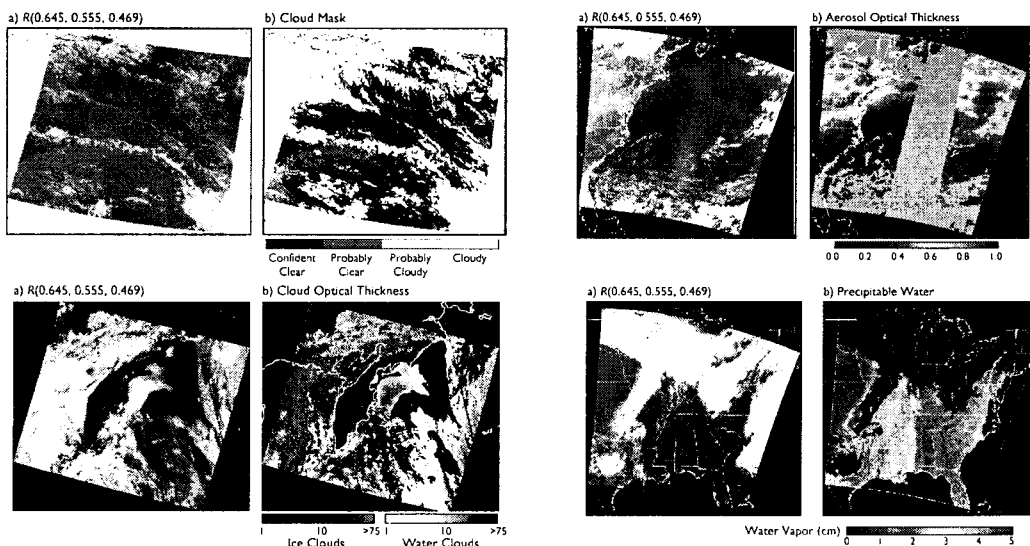 a) R(0.645, 0.555, 0.469)
b) Cloud Mask
Confident Clear
Probably Clear
Probably Cloudy
Cloudy
a) R(0.645, 0.555, 0.469)
b) Aerosol Optical Thickness
0.0 0.2 0.4 0.6 0.8 1.0
a) R(0.645, 0.555, 0.469)
b) Cloud Optical Thickness
1 10 >75
Ice Clouds
1 10 >75
Water Clouds
a) R(0.645, 0.555, 0.469)
b) Precipitable Water
Water Vapor (cm)
0 1 2 3 4 5